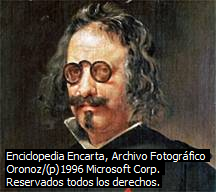 Enciclopedia Encarta, Archivo Fotográfico
Oronoz/(p)1996 Microsoft Corp.
Reservados todos los derechos.